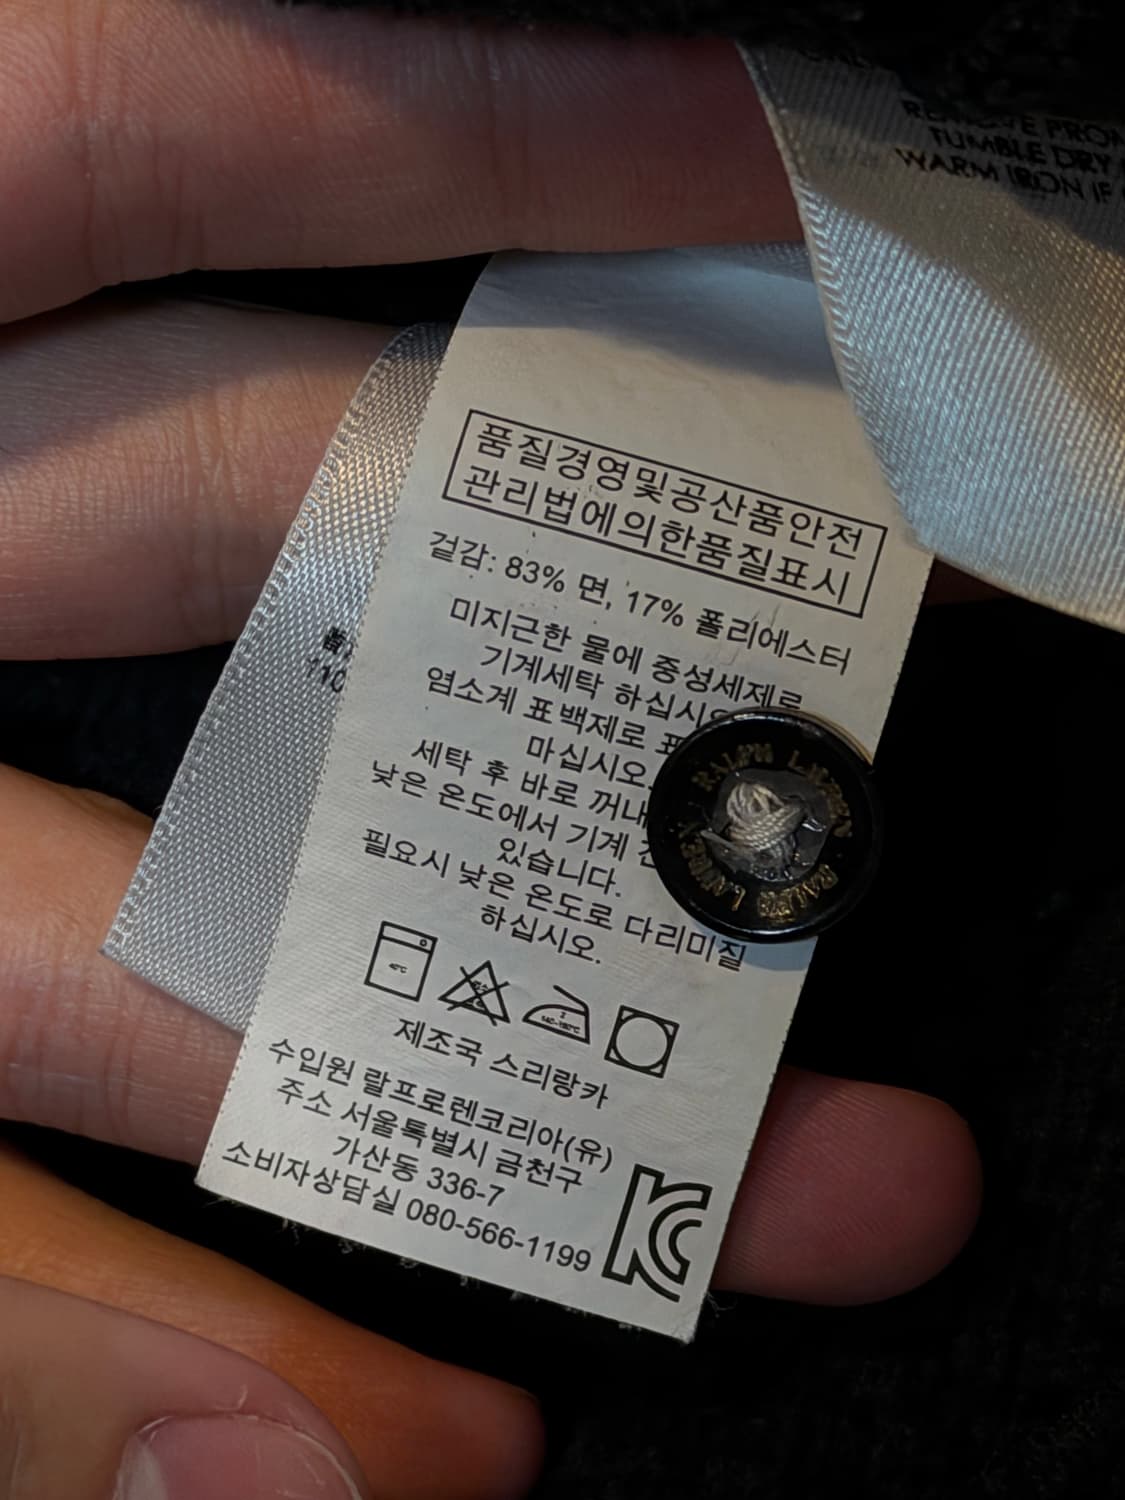 TUMBLE DRY
WARM IRON IF
품질경영및공산품안전
관리법에의한품질표시
겉감: 83% 면, 17% 폴리에스터
미지근한 물에 중성세제로
기계세탁 하십시오
염소계 표백제로
마십시오.
세탁 후 바로 꺼내
낮은 온도에서 기계
있습니다.
필요시 낮은 온도로 다리미질
하십시오.
제조국 스리랑카
수입원 랄프로렌코리아(유)
주소 서울특별시 금천구
가산동 336-7
소비자상담실 080-566-1199
RALPH LAUREN RALPH LAUREN